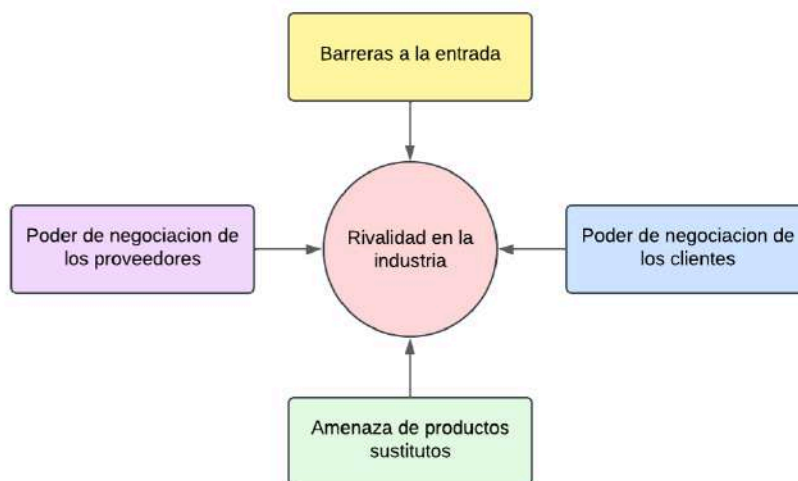 Barreras a la entrada
Poder de negociacion de
los proveedores
Rivalidad en la
industria
Poder de negociacion de
los clientes
Amenaza de productos
sustitutos